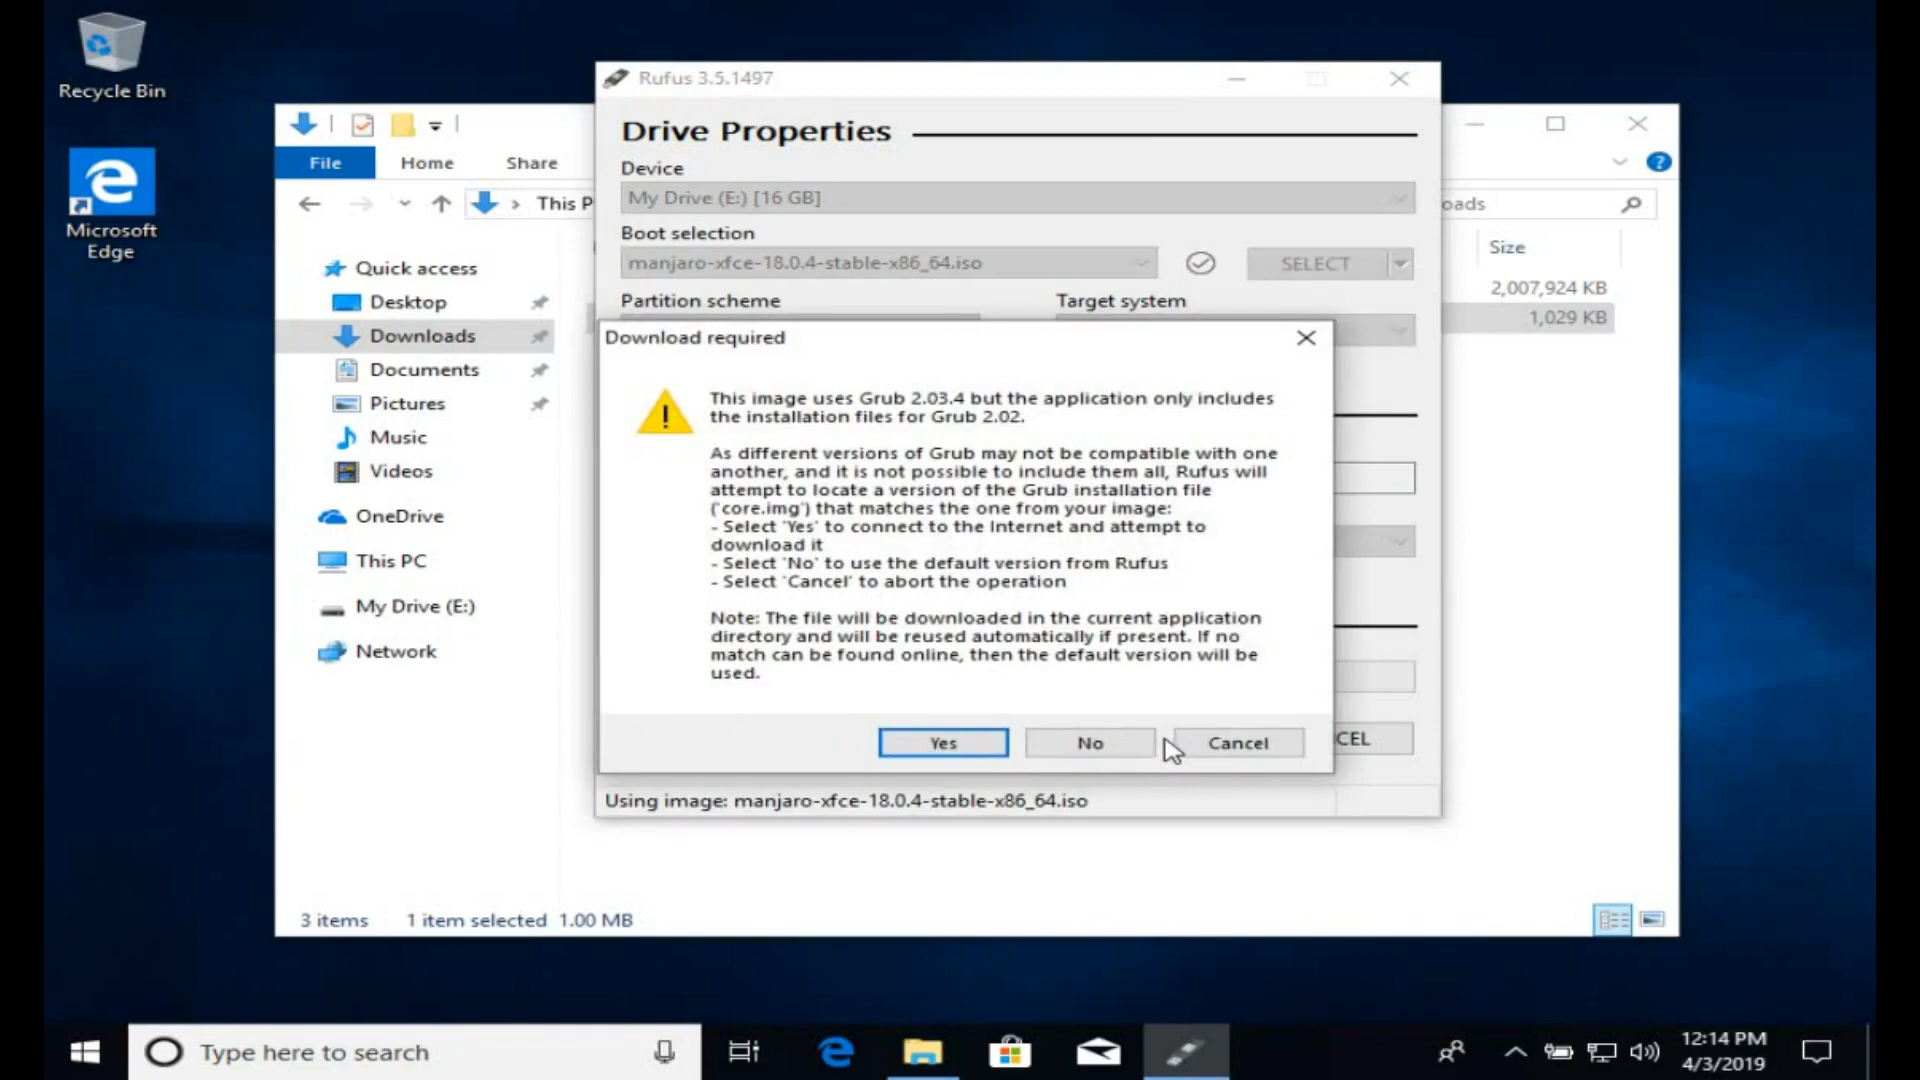 Recycle Bin
Microsoft
Edge
Rufus 3.5.1497
Drive Properties
Device
My Drive (E:) [16 GB]
Boot selection
manjaro-xfce-18.0.4-stable-x86_64.iso
SELECT
Partition scheme
Target system
File
Home
Share
This P
oads
Size
2,007,924 KB
1,029 KB
Quick access
Desktop
Downloads
Documents
Pictures
Music
Videos
OneDrive
This PC
My Drive (E:)
Network
Download required
This image uses Grub 2.03.4 but the application only includes
the installation files for Grub 2.02.
As different versions of Grub may not be compatible with one
another, and it is not possible to include them all, Rufus will
attempt to locate a version of the Grub installation file
('core.img') that matches the one from your image:
- Select 'Yes' to connect to the Internet and attempt to
download it
- Select 'No' to use the default version from Rufus
- Select 'Cancel' to abort the operation
Note: The file will be downloaded in the current application
directory and will be reused automatically if present. If no
match can be found online, then the default version will be
used.
Yes
No
Cancel
CEL
Using image: manjaro-xfce-18.0.4-stable-x86_64.iso
3 items
1 item selected 1.00 MB
Type here to search
12:14 PM
4/3/2019